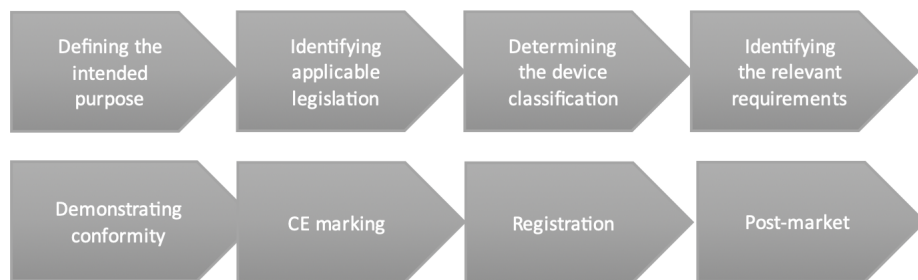 Defining the
intended
purpose
Identifying
applicable
legislation
Determining
the device
classification
Identifying
the relevant
requirements
Demonstrating
conformity
CE marking
Registration
Post-market